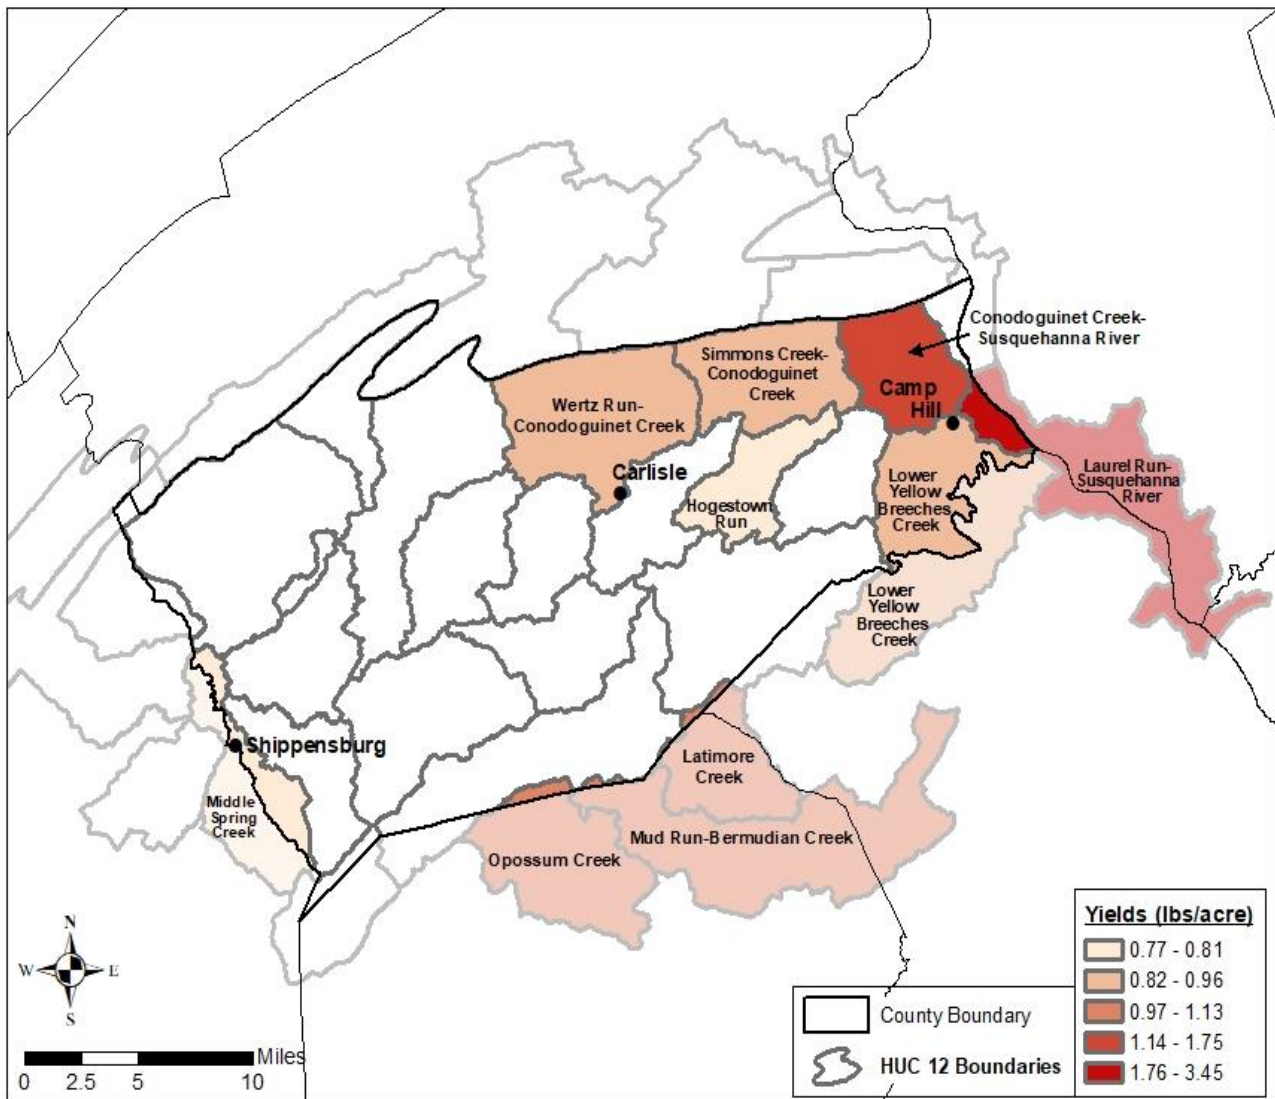 Conodoguinet Creek-
Susquehanna River
Simmons Creek-
Conodoguinet
Creek
Camp
Hill
Wertz Run-
Conodoguinet Creek
Carlisle
Laurel Run-
Susquehanna
River
Lower
Yellow
Breeches
Creek
Hogestown
Run
Lower
Yellow
Breeches
Creek
Shippensburg
Latimore
Creek
Middle
Spring
Creek
Mud Run-Bermudian Creek
Opossum Creek
N
W E
S
Miles
0 2.5 5 10
County Boundary
HUC 12 Boundaries
Yields (lbs/acre)
0.77 - 0.81
0.82 - 0.96
0.97 - 1.13
1.14 - 1.75
1.76 - 3.45